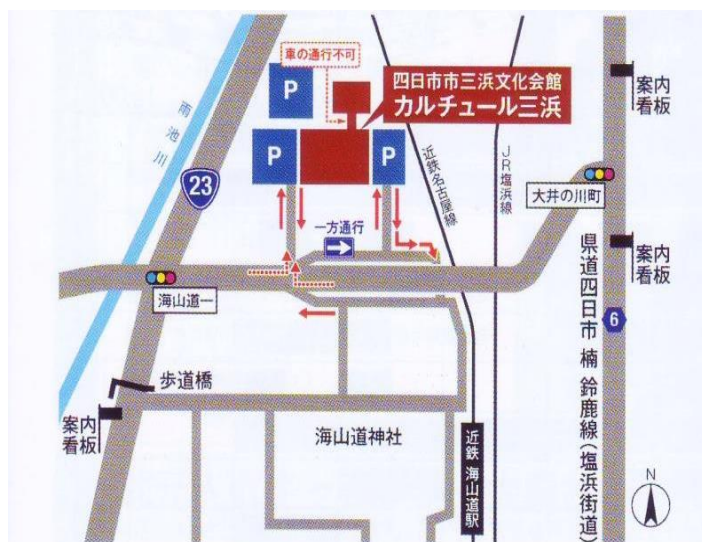 車の通行不可
P
四日市市三浜文化会館
カルチュール三浜
案内
看板
雨池川
P
P
近鉄名古屋線
JR塩浜線
23
大井の川町
一方通行
案内
看板
海山道一
県道四日市 楠 鈴鹿線(塩浜街道)
6
歩道橋
案内
看板
海山道神社
近鉄 海山道駅
N